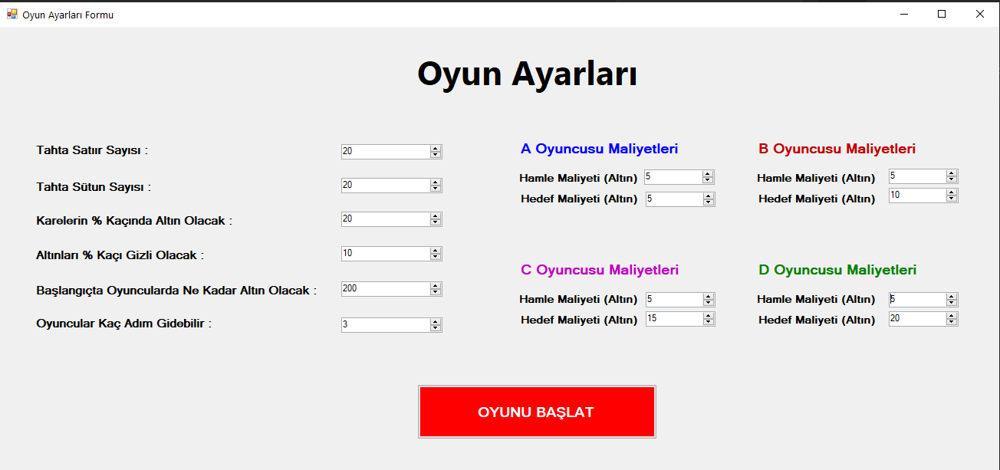 Oyun Ayarları Formu
Oyun Ayarları
Tahta Satıır Sayısı : 20
Tahta Sütun Sayısı : 20
Karelerin % Kaçında Altın Olacak : 20
Altınları % Kaçı Gizli Olacak : 10
Başlangıçta Oyuncularda Ne Kadar Altın Olacak : 200
Oyuncular Kaç Adım Gidebilir : 3
A Oyuncusu Maliyetleri
Hamle Maliyeti (Altın) 5
Hedef Maliyeti (Altın) 5
B Oyuncusu Maliyetleri
Hamle Maliyeti (Altın) 5
Hedef Maliyeti (Altın) 10
C Oyuncusu Maliyetleri
Hamle Maliyeti (Altın) 5
Hedef Maliyeti (Altın) 15
D Oyuncusu Maliyetleri
Hamle Maliyeti (Altın) 5
Hedef Maliyeti (Altın) 20
OYUNU BAŞLAT